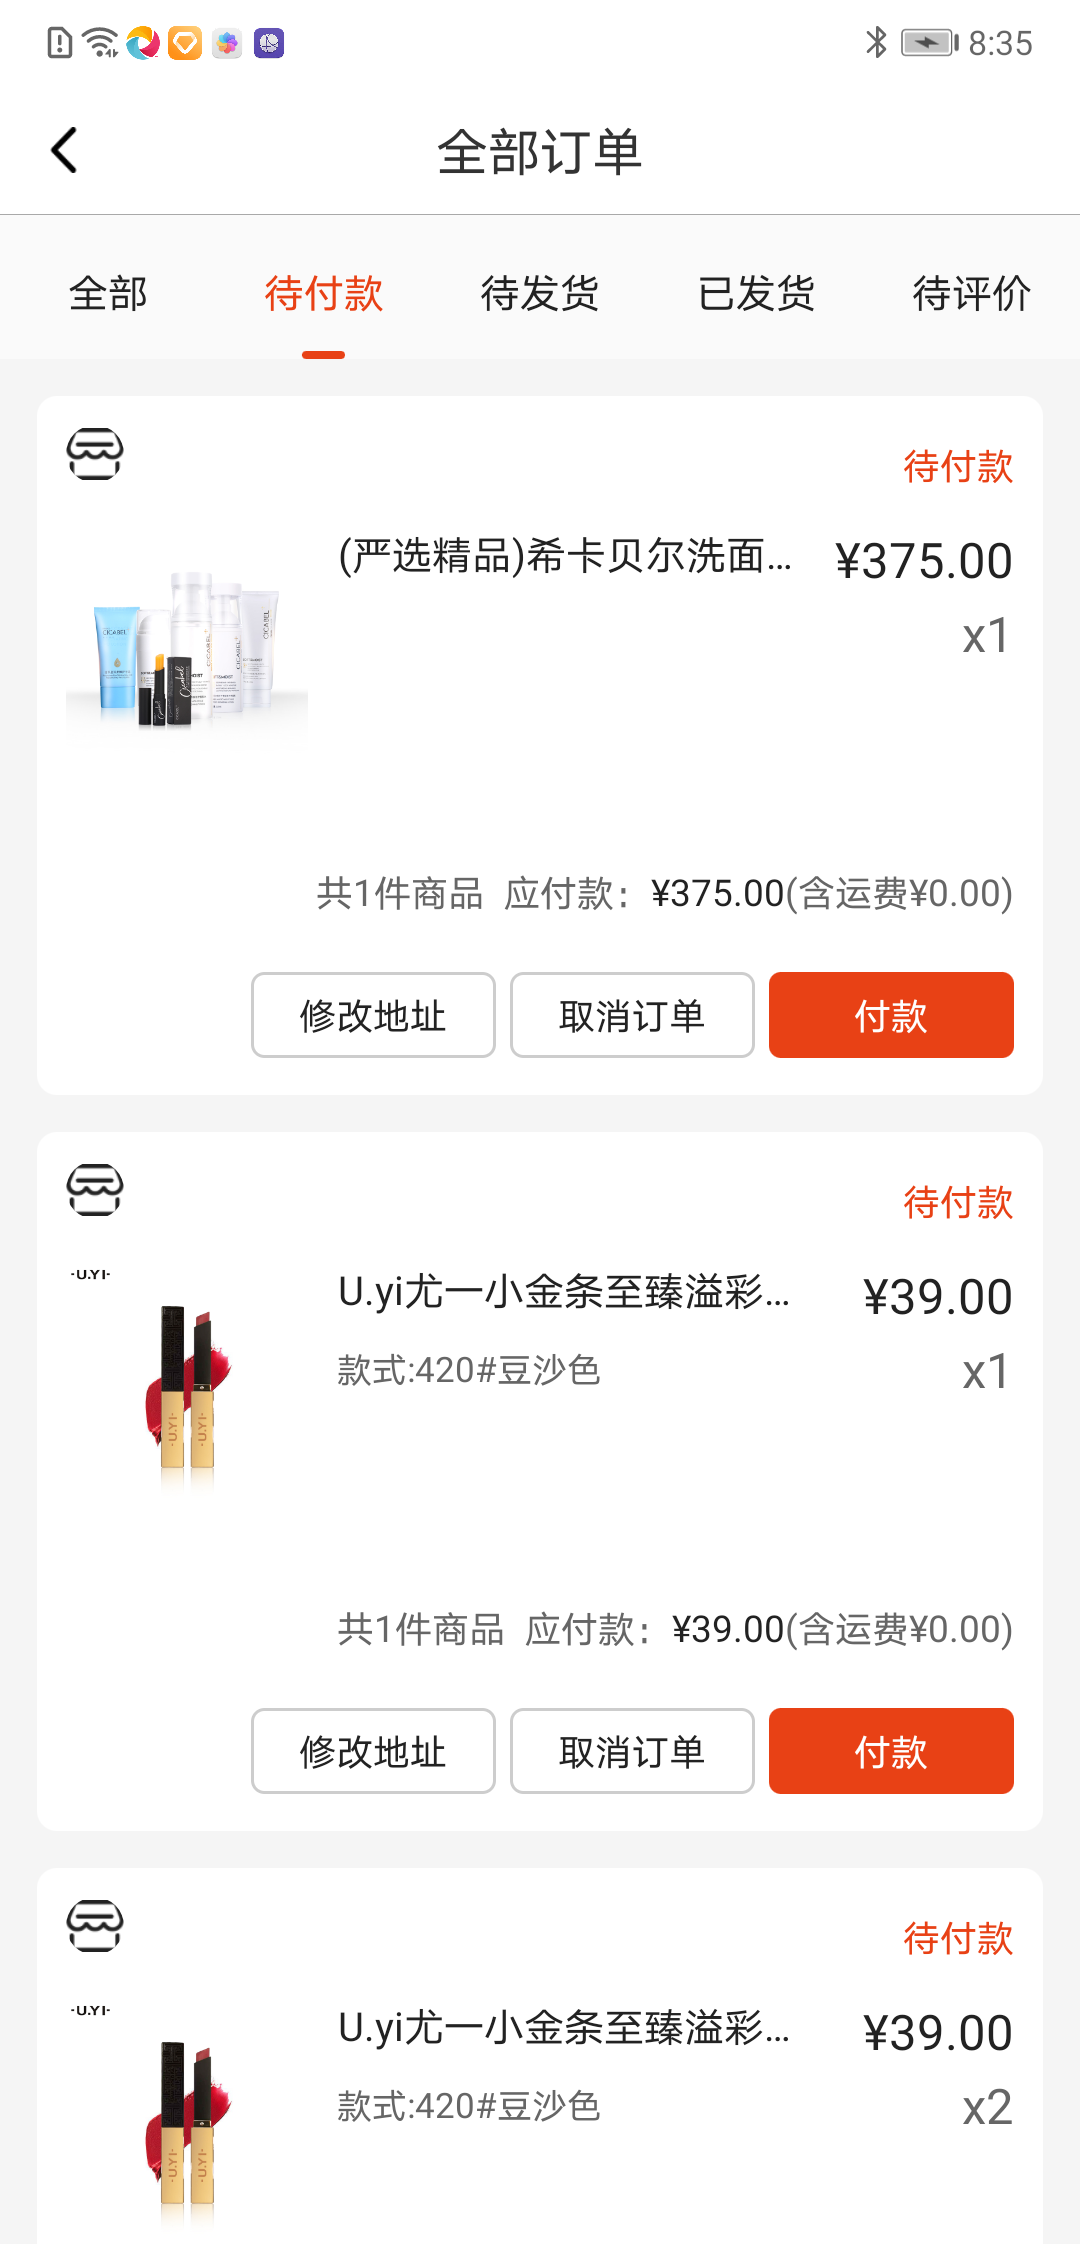 8:35
全部订单
全部 待付款 待发货 已发货 待评价
待付款
(严选精品)希卡贝尔洗面... ¥375.00
x1
CICABEL
共1件商品 应付款：¥375.00(含运费¥0.00)
修改地址 取消订单 付款
待付款
·U.YI·
U.yi尤一小金条至臻溢彩... ¥39.00
款式:420#豆沙色 x1
·U.YI· ·U.YI·
共1件商品 应付款：¥39.00(含运费¥0.00)
修改地址 取消订单 付款
待付款
·U.YI·
U.yi尤一小金条至臻溢彩... ¥39.00
款式:420#豆沙色 x2
·U.YI· ·U.YI·